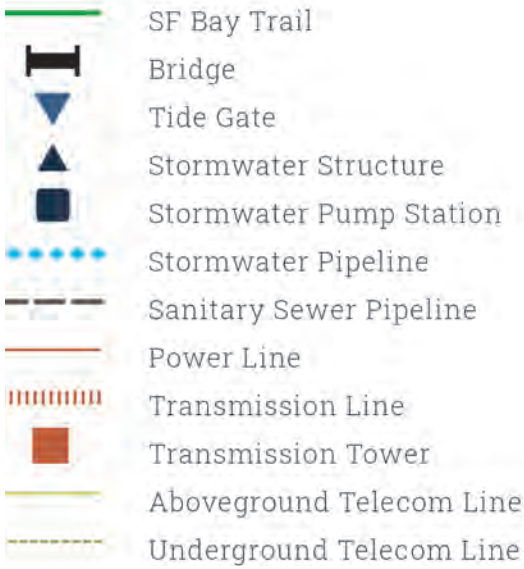 SF Bay Trail
Bridge
Tide Gate
Stormwater Structure
Stormwater Pump Station
Stormwater Pipeline
Sanitary Sewer Pipeline
Power Line
Transmission Line
Transmission Tower
Aboveground Telecom Line
Underground Telecom Line